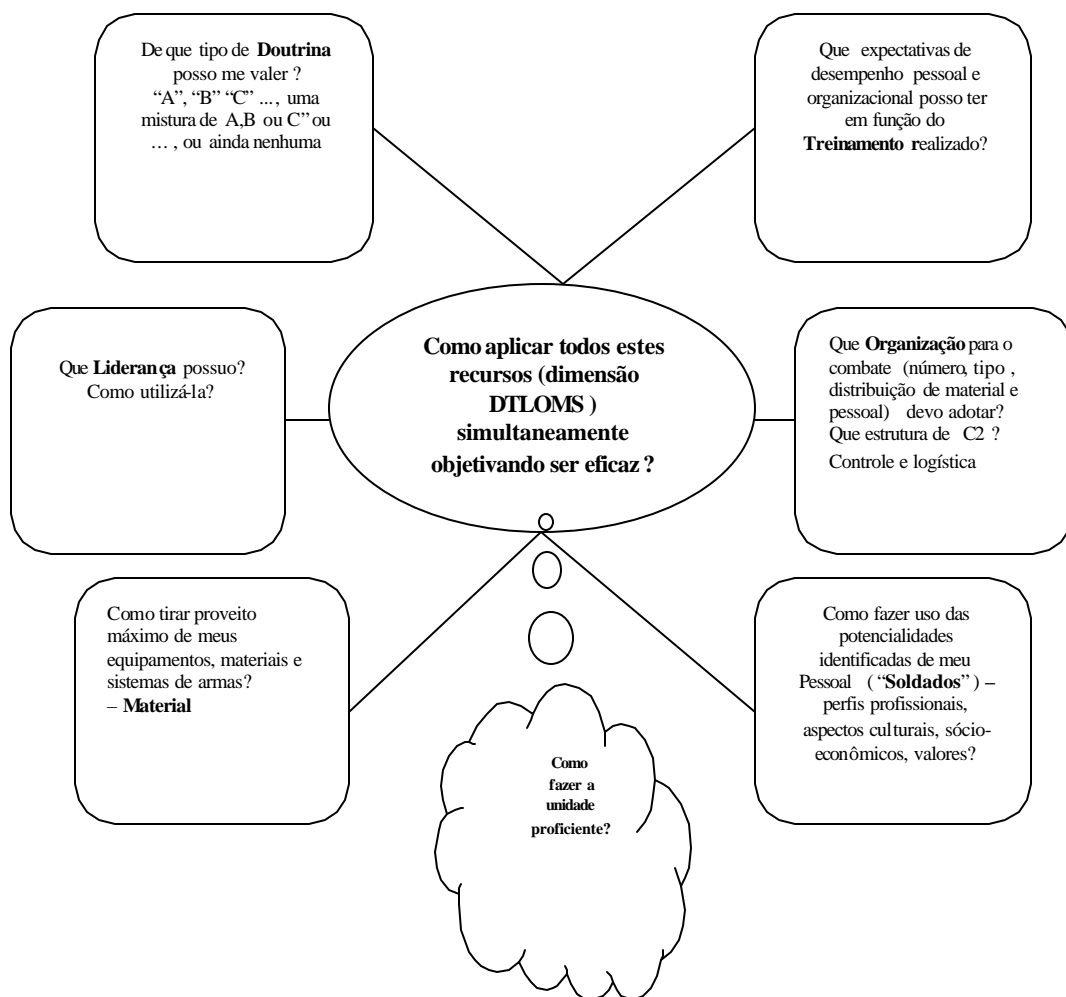 De que tipo de Doutrina
posso me valer ?
“A”, “B” “C” ..., uma
mistura de A,B ou C” ou
… , ou ainda nenhuma
Que expectativas de
desempenho pessoal e
organizacional posso ter
em função do
Treinamento realizado?
Que Liderança possuo?
Como utilizá-la?
Como aplicar todos estes
recursos (dimensão
DTLOMS )
simultaneamente
objetivando ser eficaz ?
Que Organização para o
combate (número, tipo ,
distribuição de material e
pessoal) devo adotar?
Que estrutura de C2 ?
Controle e logística
Como tirar proveito
máximo de meus
equipamentos, materiais e
sistemas de armas?
– Material
Como fazer uso das
potencialidades
identificadas de meu
Pessoal ( “Soldados” ) –
perfis profissionais,
aspectos culturais, sócio-
econômicos, valores?
Como
fazer a
unidade
proficiente?